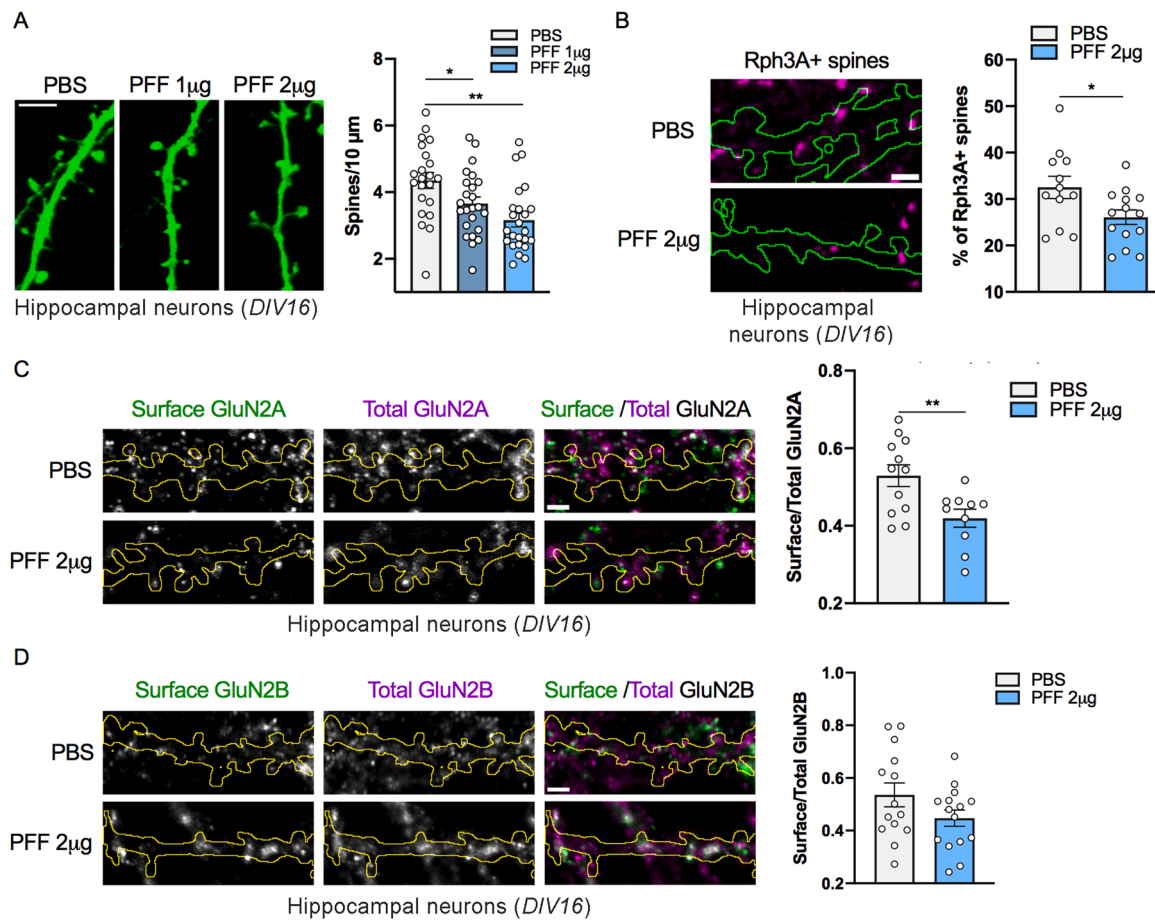 A
PBS
PFF 1μg
PFF 2μg
Hippocampal neurons (DIV16)
PBS
PFF 1μg
PFF 2μg
*
**
Spines/10 μm
8
6
4
2
B
Rph3A+ spines
PBS
PFF 2μg
Hippocampal
neurons (DIV16)
PBS
PFF 2μg
*
% of Rph3A+ spines
60
50
40
30
20
10
C
Surface GluN2A
Total GluN2A
Surface /Total GluN2A
PBS
PFF 2μg
Hippocampal neurons (DIV16)
PBS
PFF 2μg
**
Surface/Total GluN2A
0.8
0.6
0.4
0.2
D
Surface GluN2B
Total GluN2B
Surface /Total GluN2B
PBS
PFF 2μg
Hippocampal neurons (DIV16)
PBS
PFF 2μg
Surface/Total GluN2B
1.0
0.8
0.6
0.4
0.2